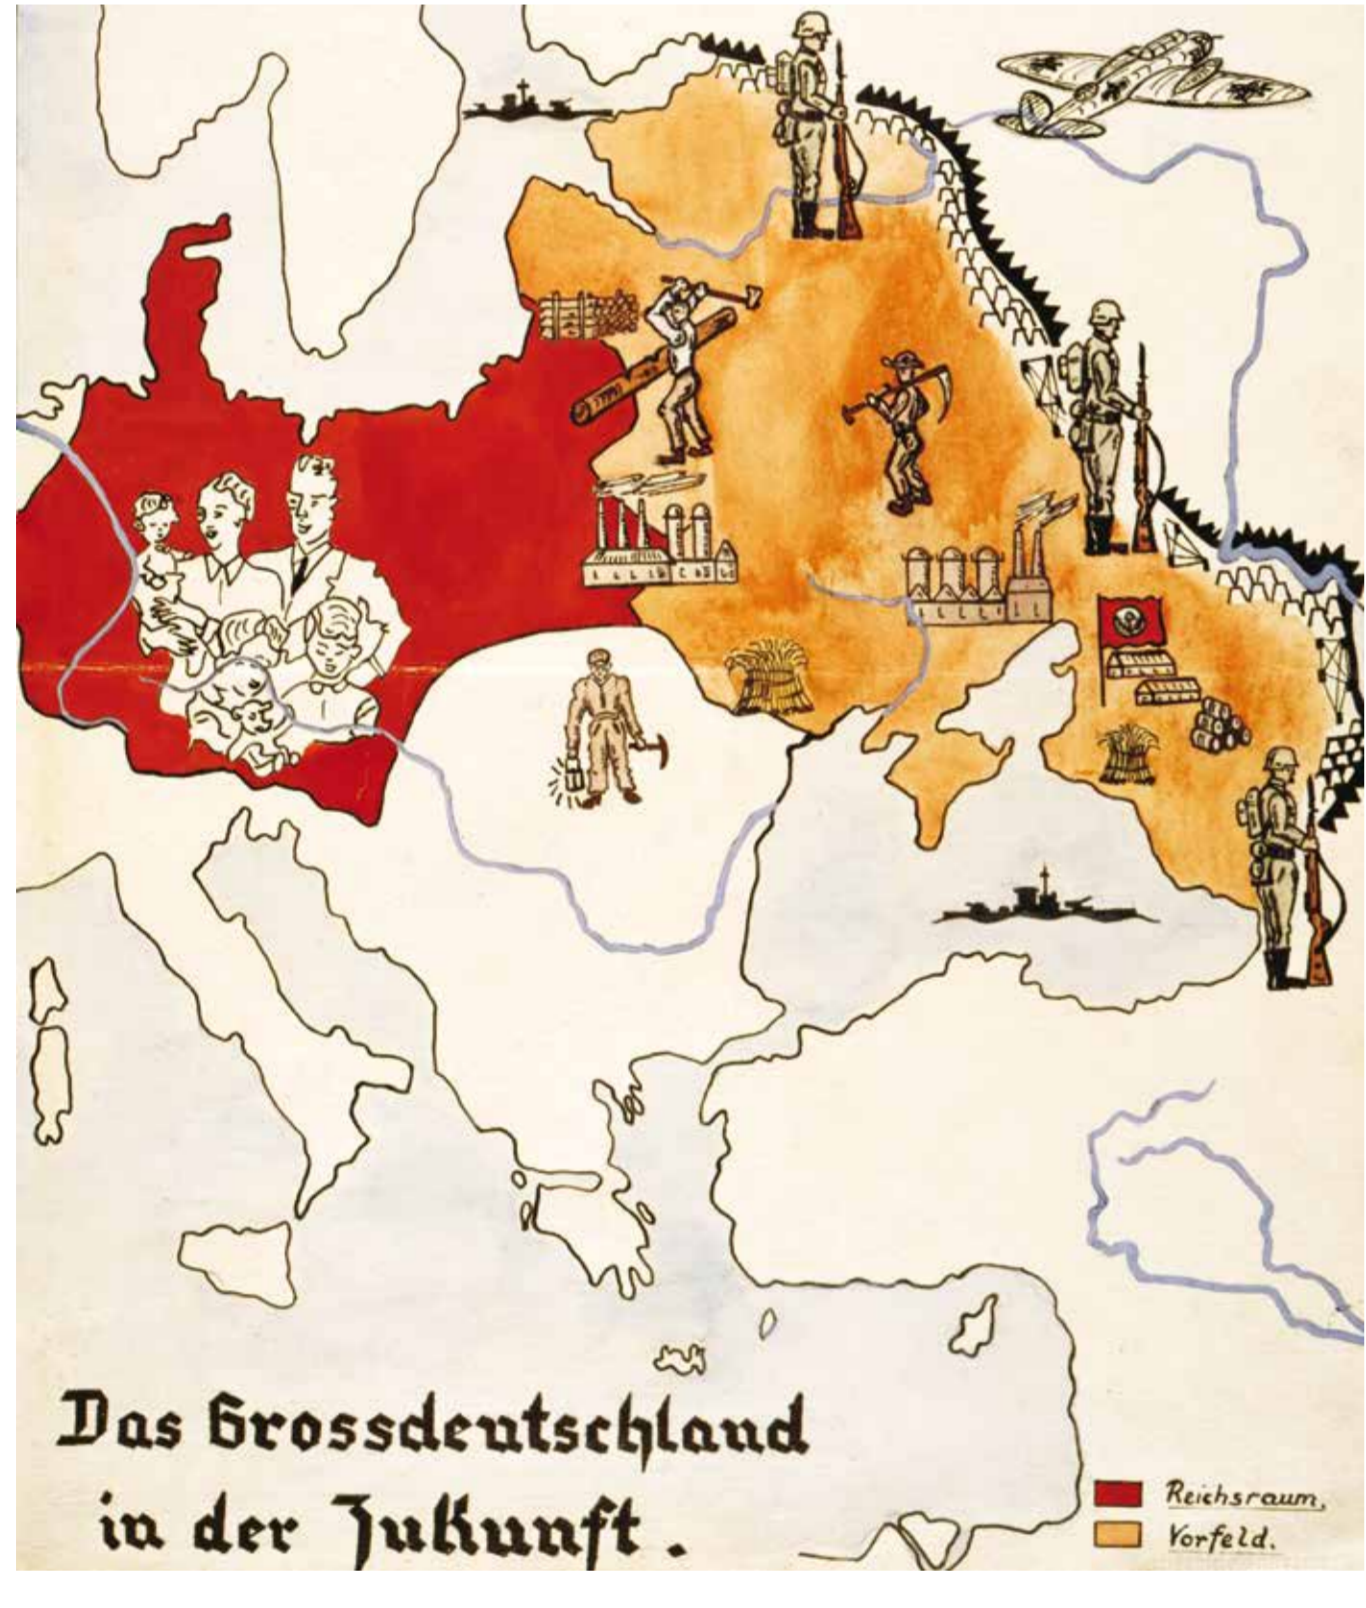 Das Grossdeutschland
in der Zukunft.
Reichsraum,
Vorfeld.